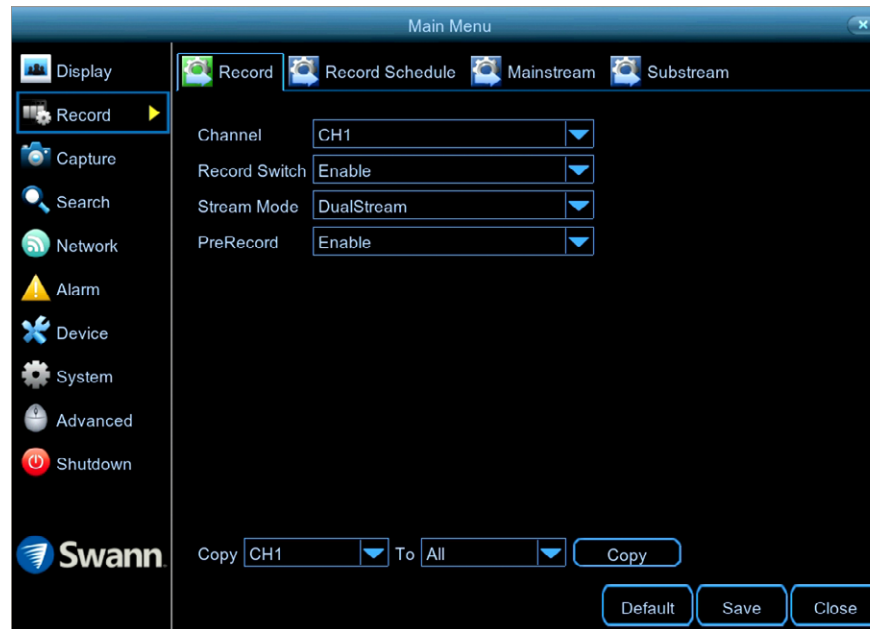 Main Menu
Display
Record
Capture
Search
Network
Alarm
Device
System
Advanced
Shutdown
Swann
Record Record Schedule Mainstream Substream
Channel CH1
Record Switch Enable
Stream Mode DualStream
PreRecord Enable
Copy CH1 To All Copy
Default Save Close